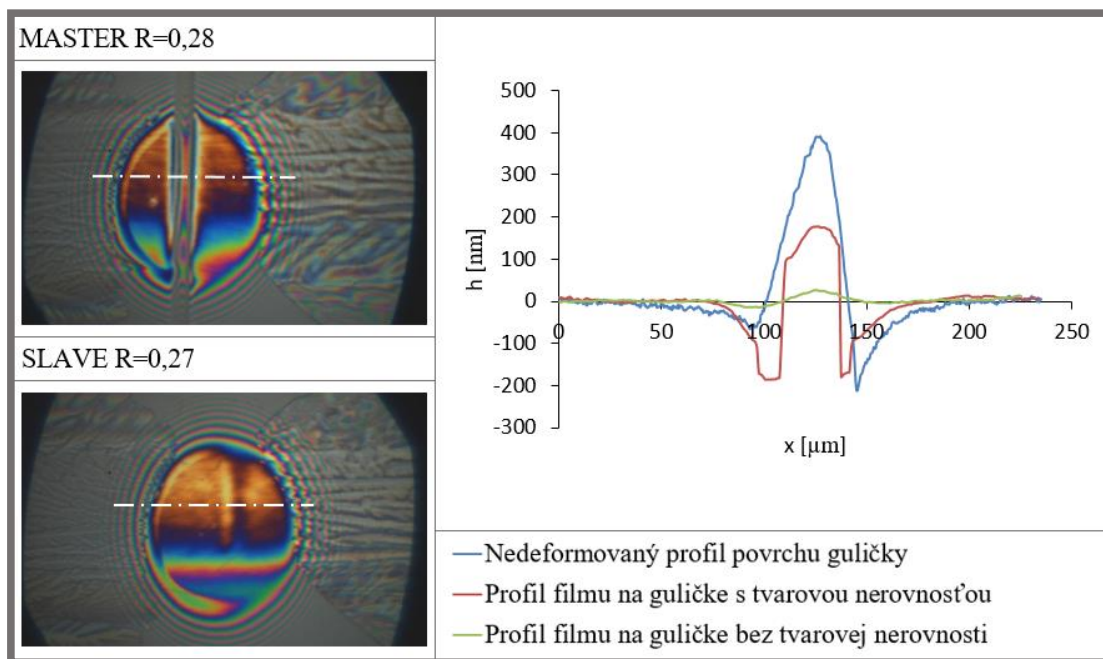 MASTER R=0,28
SLAVE R=0,27
500
400
300
200
100
0
-100
-200
-300
0 50 100 150 200 250
h [nm]
x [µm]
Nedeformovaný profil povrchu guličky
Profil filmu na guličke s tvarovou nerovnosťou
Profil filmu na guličke bez tvarovej nerovnosti